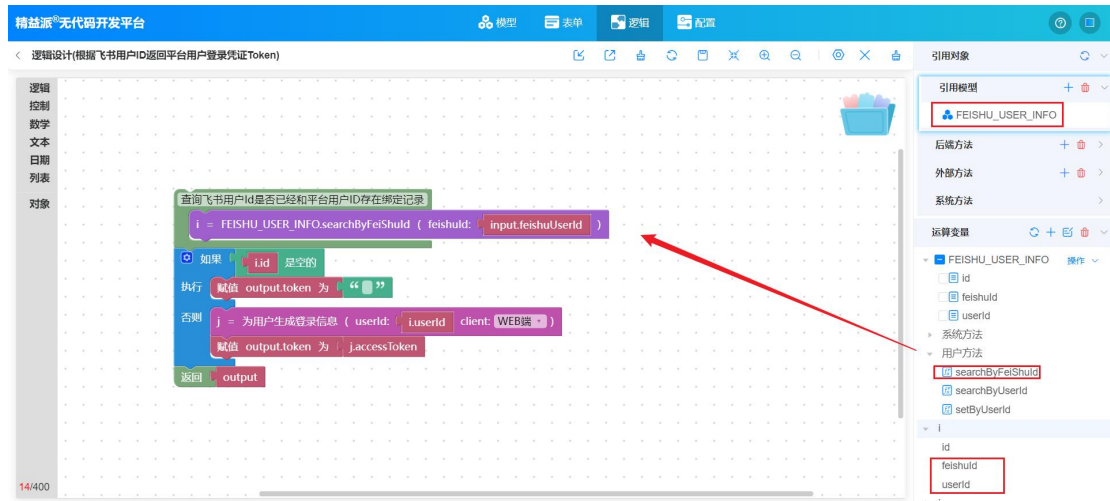 精益派®无代码开发平台 模型 表单 逻辑 配置
< 逻辑设计(根据飞书用户ID返回平台用户登录凭证Token)
逻辑
控制
数学
文本
日期
列表
对象
14/400
查询飞书用户Id是否已经和平台用户ID存在绑定记录
i = FEISHU_USER_INFO.searchByFeiShuId ( feishuId: input.feishuUserId )
如果 i.id 是空的
执行 赋值 output.token 为 “ ”
否则 j = 为用户生成登录信息 ( userId: i.userId client: WEB端 )
赋值 output.token 为 j.accessToken
返回 output
引用对象
引用模型
FEISHU_USER_INFO
后端方法
外部方法
系统方法
运算变量
FEISHU_USER_INFO 操作
id
feishuId
userId
系统方法
用户方法
searchByFeiShuId
searchByUserId
setByUserId
i
id
feishuId
userId